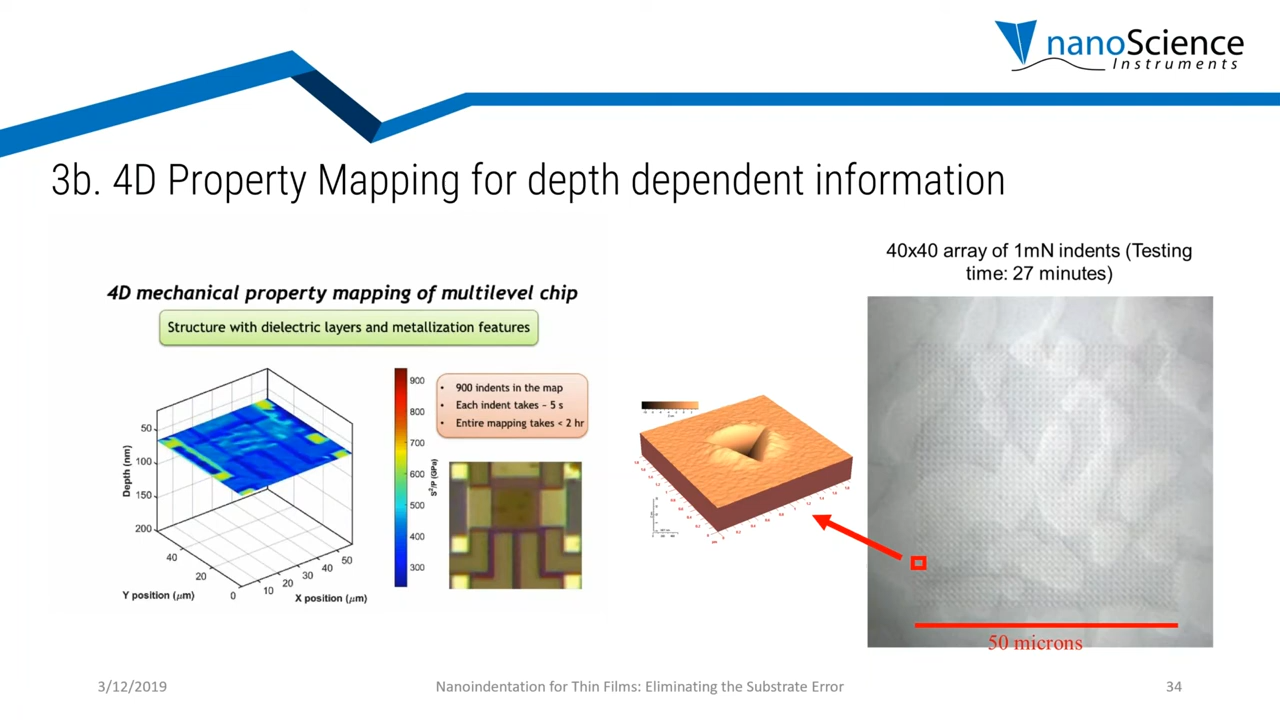 nanoScience
Instruments
3b. 4D Property Mapping for depth dependent information
4D mechanical property mapping of multilevel chip
Structure with dielectric layers and metallization features
• 900 indents in the map
• Each indent takes ~ 5 s
• Entire mapping takes < 2 hr
50
100
150
200
Depth (nm)
40
20
0
Y position (μm)
10
20
30
40
50
X position (μm)
900
800
700
600
500
400
300
S²/P (GPa)
40x40 array of 1mN indents (Testing
time: 27 minutes)
50 microns
3/12/2019
Nanoindentation for Thin Films: Eliminating the Substrate Error
34